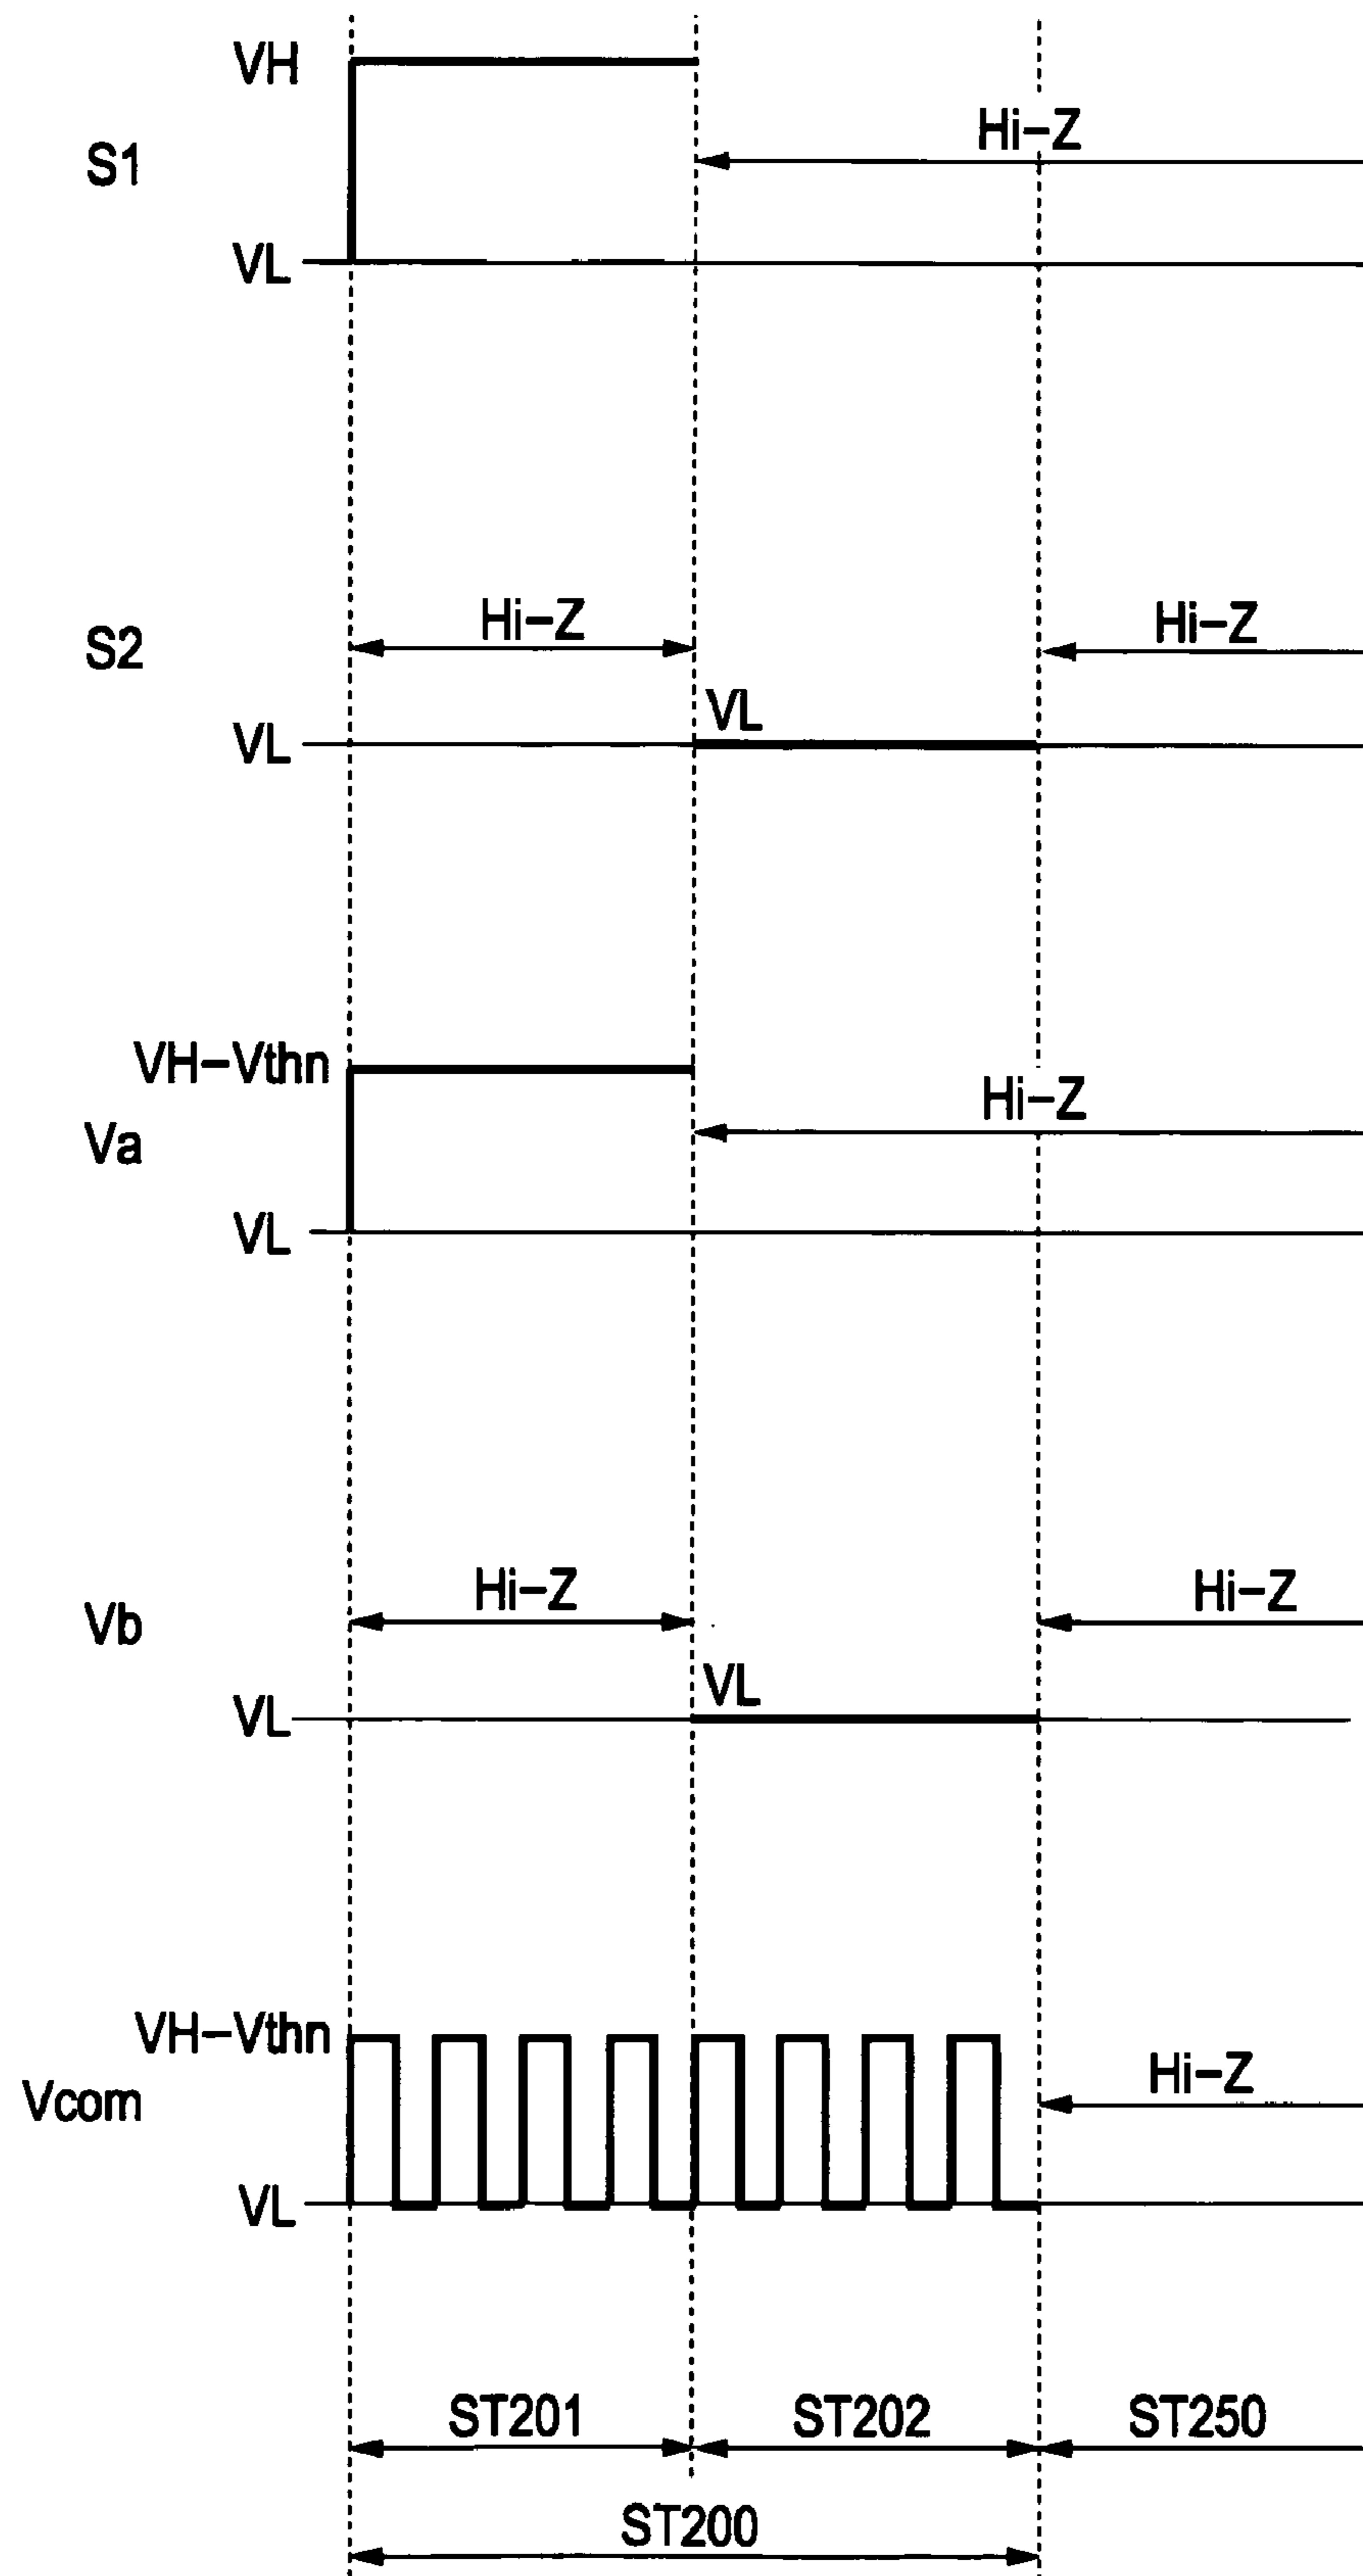 VH
Hi-Z
S1
VL
Hi-Z
Hi-Z
S2
VL
VL
VH-Vthn
Hi-Z
Va
VL
Hi-Z
Hi-Z
Vb
VL
VL
VH-Vthn
Hi-Z
Vcom
VL
ST201 ST202 ST250
ST200